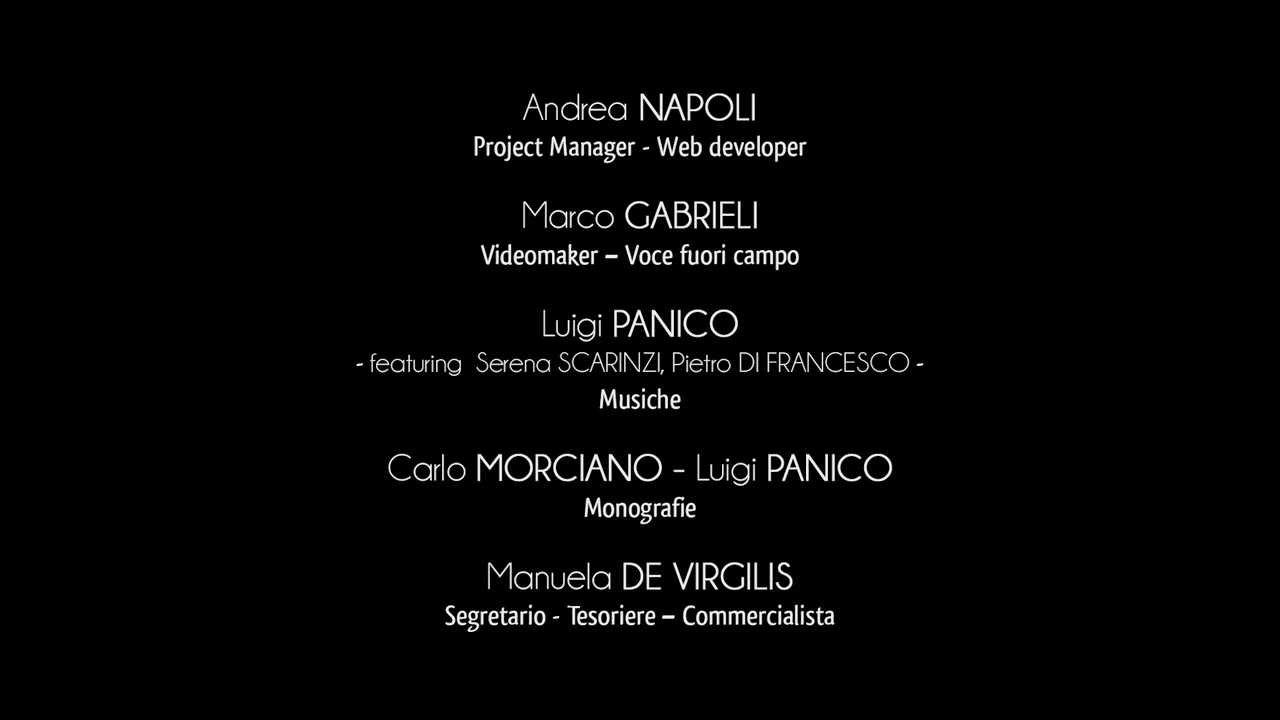 Andrea NAPOLI
Project Manager - Web developer
Marco GABRIELI
Videomaker – Voce fuori campo
Luigi PANICO
- featuring  Serena SCARINZI, Pietro DI FRANCESCO -
Musiche
Carlo MORCIANO - Luigi PANICO
Monografie
Manuela DE VIRGILIS
Segretario - Tesoriere – Commercialista